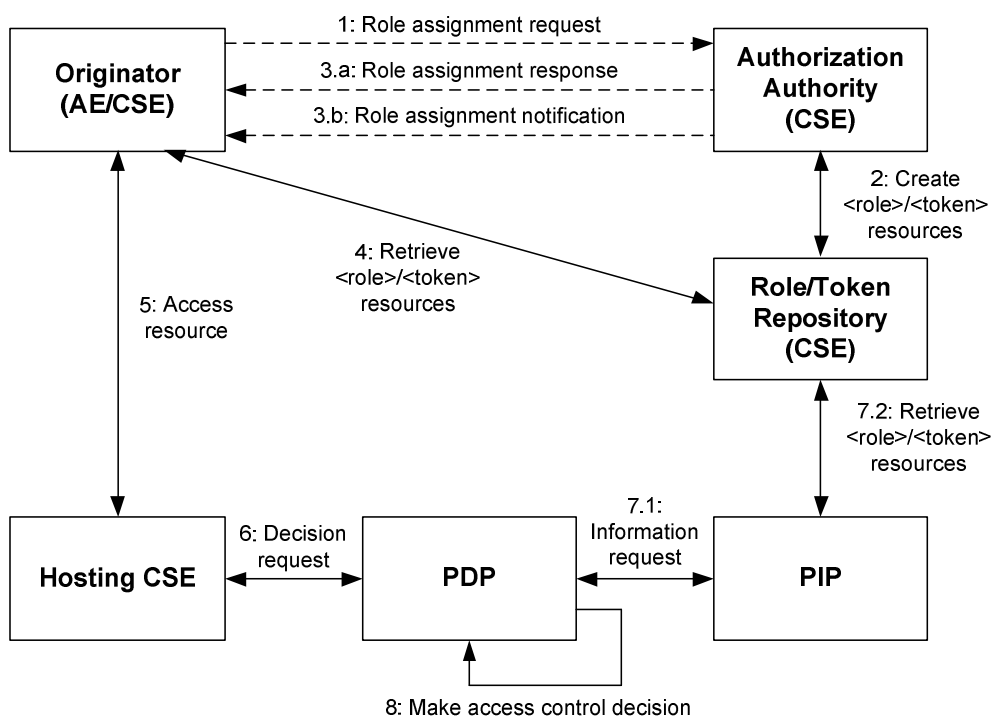 1: Role assignment request
Originator
(AE/CSE)
3.a: Role assignment response
3.b: Role assignment notification
Authorization
Authority
(CSE)
2: Create
<role>/<token>
resources
4: Retrieve
<role>/<token>
resources
5: Access
resource
Role/Token
Repository
(CSE)
7.2: Retrieve
<role>/<token>
resources
Hosting CSE
6: Decision
request
PDP
7.1:
Information
request
PIP
8: Make access control decision